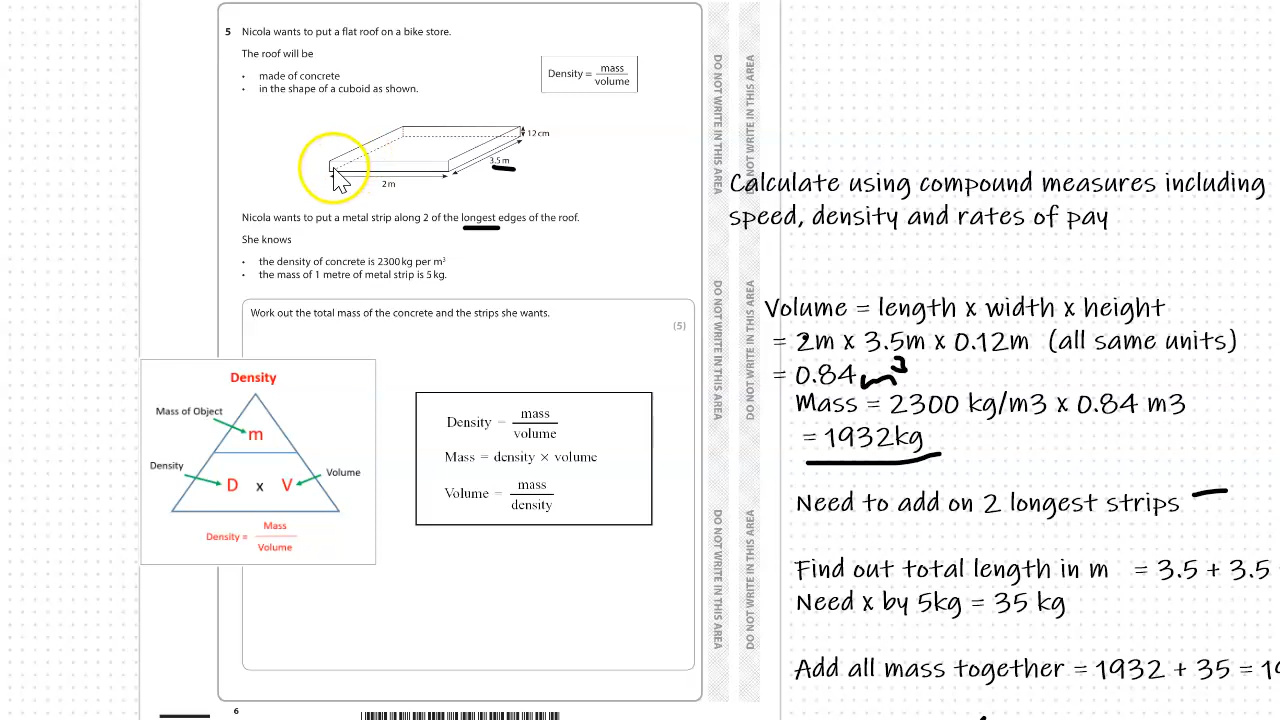 5 Nicola wants to put a flat roof on a bike store.
The roof will be
• made of concrete
• in the shape of a cuboid as shown.
Density = mass
volume
12 cm
3.5 m
2 m
Nicola wants to put a metal strip along 2 of the longest edges of the roof.
She knows
• the density of concrete is 2300 kg per m³
• the mass of 1 metre of metal strip is 5 kg.
Work out the total mass of the concrete and the strips she wants.
(5)
Density
Mass of Object
m
Density
Volume
D x V
Density = Mass
Volume
Density = mass
volume
Mass = density × volume
Volume = mass
density
6
DO NOT WRITE IN THIS AREA
DO NOT WRITE IN THIS AREA
DO NOT WRITE IN THIS AREA
DO NOT WRITE IN THIS AREA
DO NOT WRITE IN THIS AREA
DO NOT WRITE IN THIS AREA
Calculate using compound measures including
speed, density and rates of pay
Volume = length x width x height
= 2m x 3.5m x 0.12m (all same units)
= 0.84 m³
Mass = 2300 kg/m3 x 0.84 m3
= 1932kg
Need to add on 2 longest strips
Find out total length in m = 3.5 + 3.5
Need x by 5kg = 35 kg
Add all mass together = 1932 + 35 =